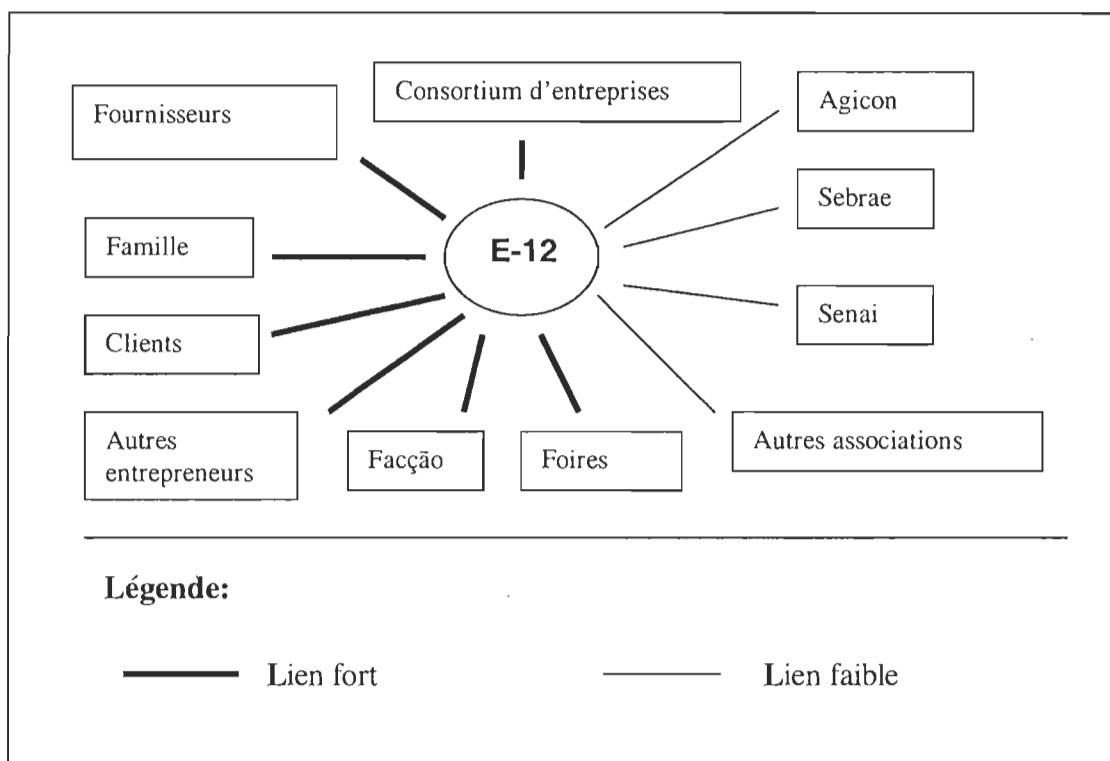 Consortium d'entreprises
Fournisseurs
Agicon
Sebrae
Famille
E-12
Senai
Clients
Autres
entrepreneurs
Facção
Foires
Autres associations
Légende:
Lien fort
Lien faible